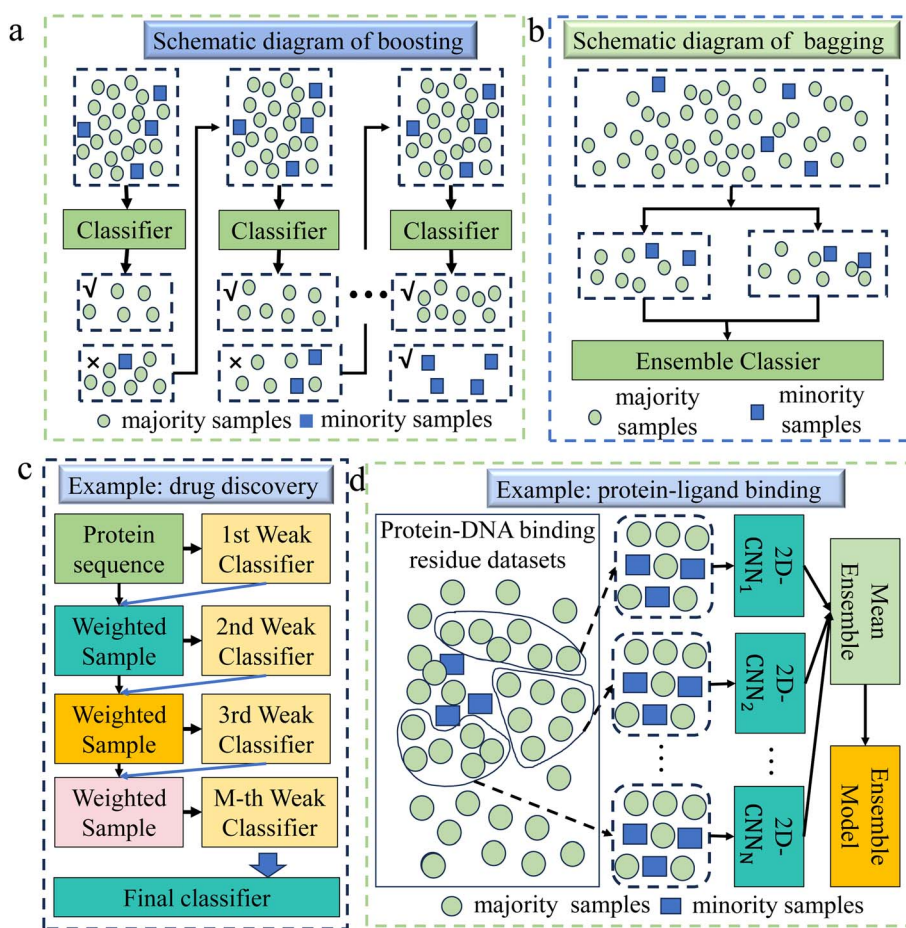 a
Schematic diagram of boosting
Classifier
Classifier
Classifier
√
√
•••
√
×
×
√
majority samples
minority samples
b
Schematic diagram of bagging
Ensemble Classier
majority
samples
minority
samples
c
Example: drug discovery
Protein
sequence
1st Weak
Classifier
Weighted
Sample
2nd Weak
Classifier
Weighted
Sample
3rd Weak
Classifier
Weighted
Sample
M-th Weak
Classifier
Final classifier
d
Example: protein-ligand binding
Protein-DNA binding
residue datasets
2D-
CNN₁
2D-
CNN₂
⋮
⋮
2D-
CNN_N
Mean
Ensemble
Ensemble
Model
majority samples
minority samples